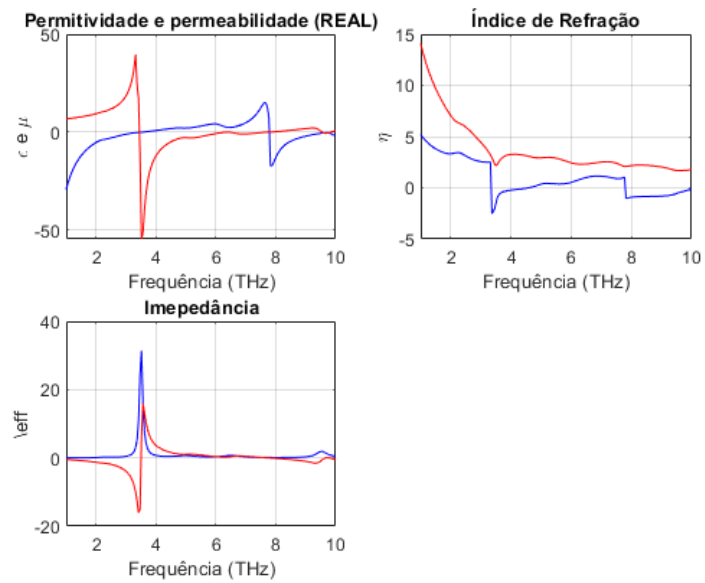 Permitividade e permeabilidade (REAL)
50
0
-50
ϵ e μ
2 4 6 8 10
Frequência (THz)
Índice de Refração
15
10
5
0
-5
η
2 4 6 8 10
Frequência (THz)
Imepedância
40
20
0
-20
\eff
2 4 6 8 10
Frequência (THz)